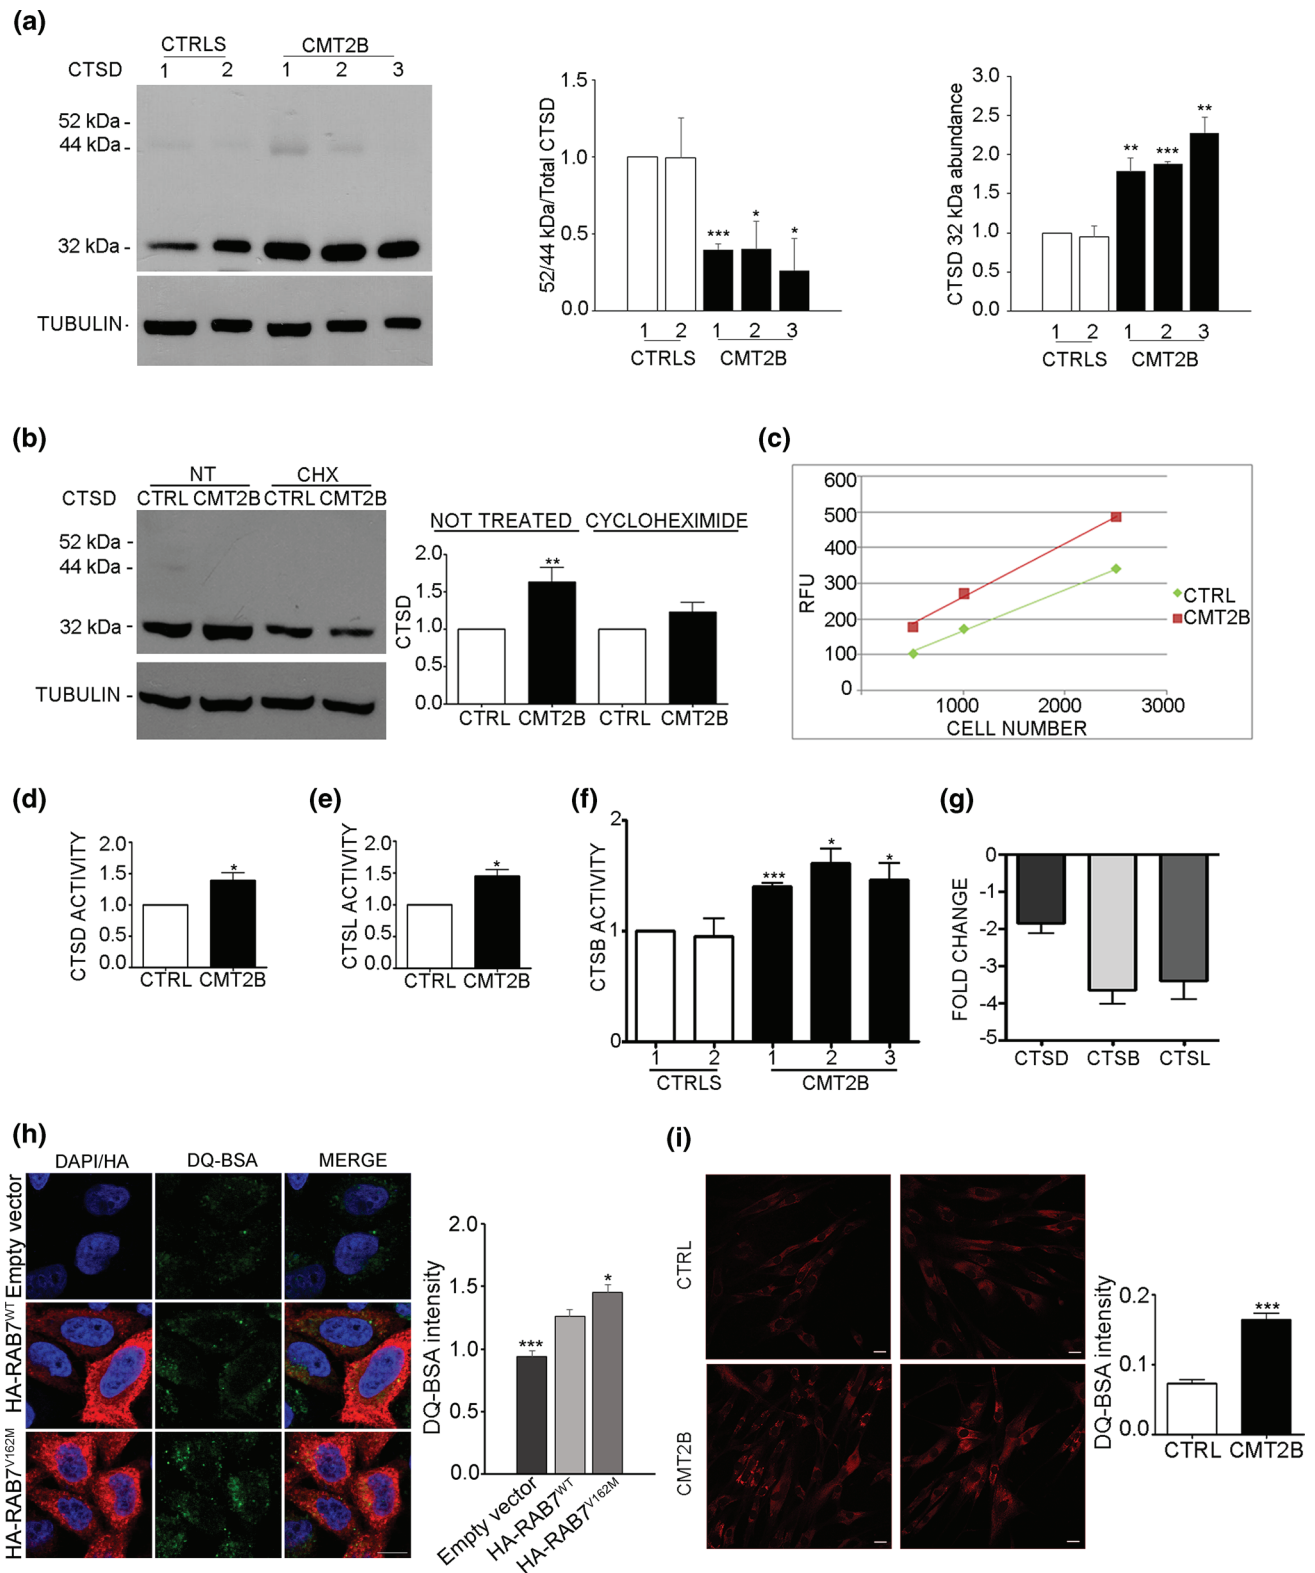 (a)
CTRLS CMT2B
CTSD 1 2 1 2 3
52 kDa -
44 kDa -
32 kDa -
TUBULIN -
52/44 kDa/Total CTSD
1.5
1.0
0.5
0.0
*** * *
1 2 1 2 3
CTRLS CMT2B
CTSD 32 kDa abundance
3.0
2.5
2.0
1.5
1.0
0.5
0.0
** *** **
1 2 1 2 3
CTRLS CMT2B
(b)
NT CHX
CTSD CTRL CMT2B CTRL CMT2B
52 kDa -
44 kDa -
32 kDa -
TUBULIN -
NOT TREATED CYCLOHEXIMIDE
CTSD
2.0
1.5
1.0
0.5
0.0
**
CTRL CMT2B CTRL CMT2B
(c)
RFU
600
500
400
300
200
100
0
1000 2000 3000
CELL NUMBER
CTRL
CMT2B
(d)
CTSD ACTIVITY
2.0
1.5
1.0
0.5
0.0
*
CTRL CMT2B
(e)
CTSL ACTIVITY
2.0
1.5
1.0
0.5
0.0
*
CTRL CMT2B
(f)
CTSB ACTIVITY
2
1
0
*** * *
1 2 1 2 3
CTRLS CMT2B
(g)
FOLD CHANGE
0
-1
-2
-3
-4
-5
CTSD CTSB CTSL
(h)
DAPI/HA DQ-BSA MERGE
Empty vector
HA-RAB7WT
HA-RAB7V162M
DQ-BSA intensity
2.0
1.5
1.0
0.5
0.0
*** *
Empty vector
HA-RAB7WT
HA-RAB7V162M
(i)
CTRL
CMT2B
DQ-BSA intensity
0.2
0.1
0.0
***
CTRL CMT2B